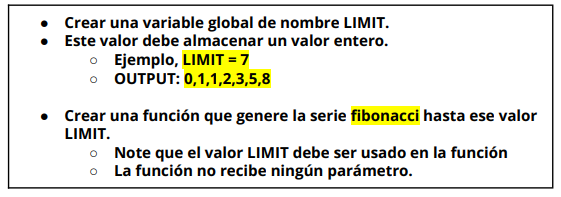 ● Crear una variable global de nombre LIMIT.
● Este valor debe almacenar un valor entero.
○ Ejemplo, LIMIT = 7
○ OUTPUT: 0,1,1,2,3,5,8
● Crear una función que genere la serie fibonacci hasta ese valor
LIMIT.
○ Note que el valor LIMIT debe ser usado en la función
○ La función no recibe ningún parámetro.